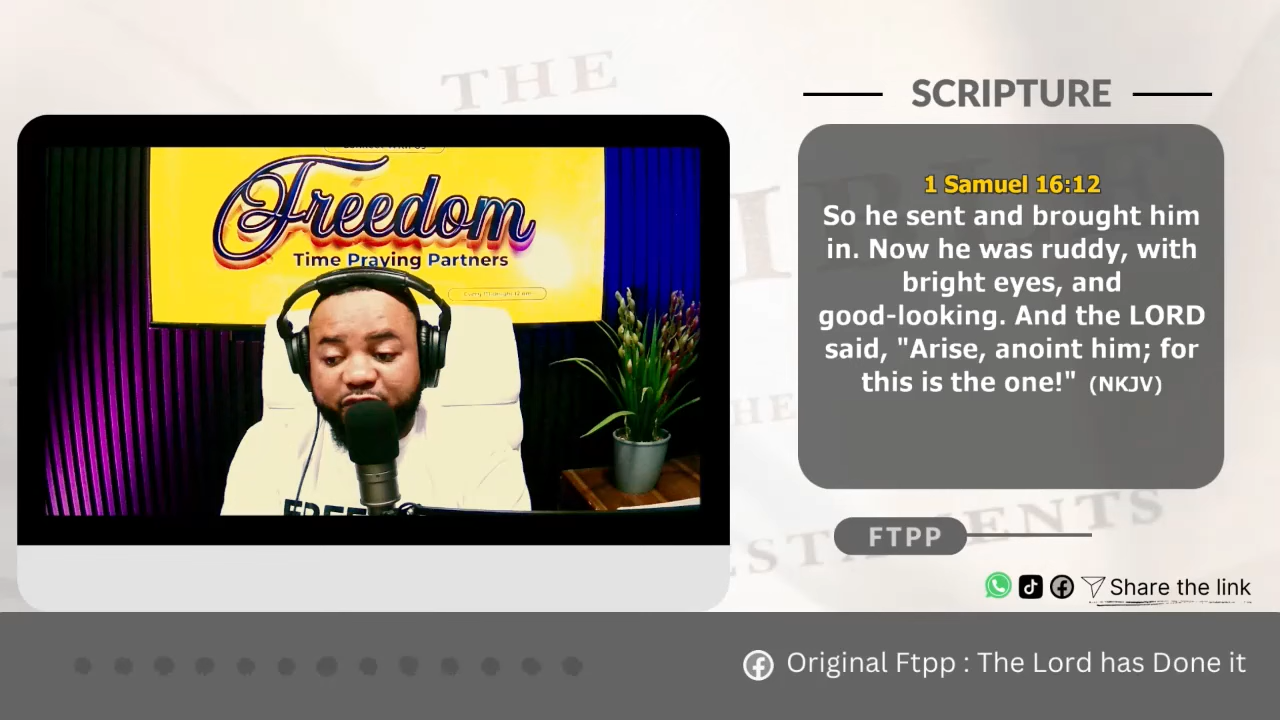 THE
SCRIPTURE
Freedom
Time Praying Partners
1 Samuel 16:12
So he sent and brought him
in. Now he was ruddy, with
bright eyes, and
good-looking. And the LORD
said, "Arise, anoint him; for
this is the one!" (NKJV)
FTPP
Share the link
Original Ftpp : The Lord has Done it